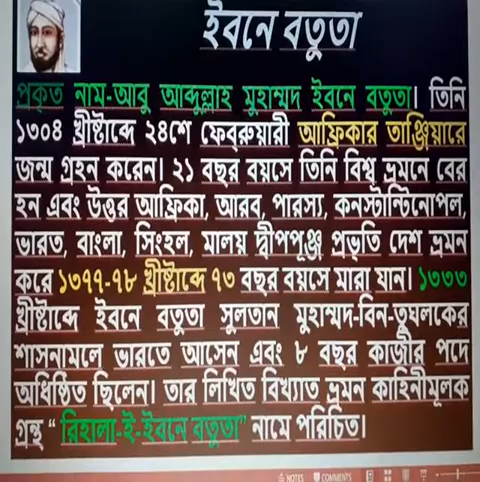 ইবনে বতুতা
প্রকৃত নাম-আবু আব্দুল্লাহ মুহাম্মদ ইবনে বতুতা। তিনি
১৩০৪ খ্রীষ্টাব্দে ২৪শে ফেব্রুয়ারী আফ্রিকার তাঞ্জিয়ারে
জন্ম গ্রহন করেন। ২১ বছর বয়সে তিনি বিশ্ব ভ্রমনে বের
হন এবং উত্তর আফ্রিকা, আরব, পারস্য, কনস্টান্টিনোপল,
ভারত, বাংলা, সিংহল, মালয় দ্বীপপূঞ্জ প্রভৃতি দেশ ভ্রমন
করে ১৩৭৭-৭৮ খ্রীষ্টাব্দে ৭৩ বছর বয়সে মারা যান। ১৩৩৩
খ্রীষ্টাব্দে ইবনে বতুতা সুলতান মুহাম্মদ-বিন-তুঘলকের
শাসনামলে ভারতে আসেন এবং ৮ বছর কাজীর পদে
অধিষ্ঠিত ছিলেন। তার লিখিত বিখ্যাত ভ্রমন কাহিনীমূলক
গ্রন্থ “ রিহালা-ই-ইবনে বতুতা” নামে পরিচিত।
NOTES COMMENTS